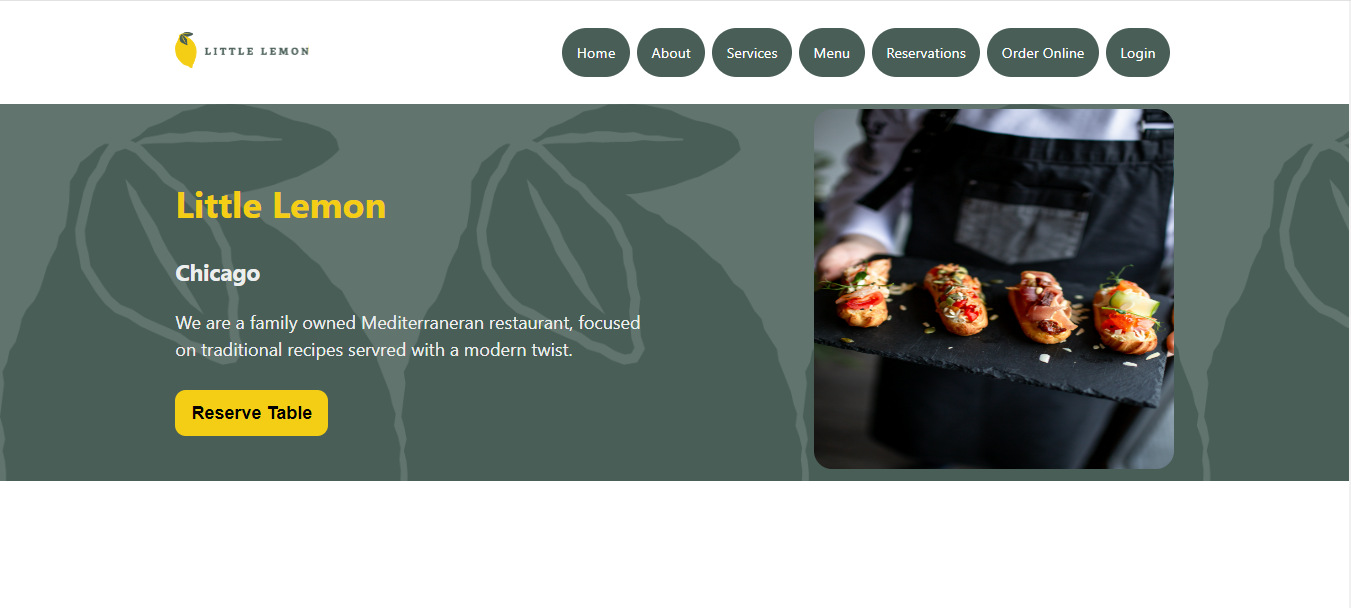 LITTLE LEMON
Home About Services Menu Reservations Order Online Login
Little Lemon
Chicago
We are a family owned Mediterraneran restaurant, focused
on traditional recipes servred with a modern twist.
Reserve Table